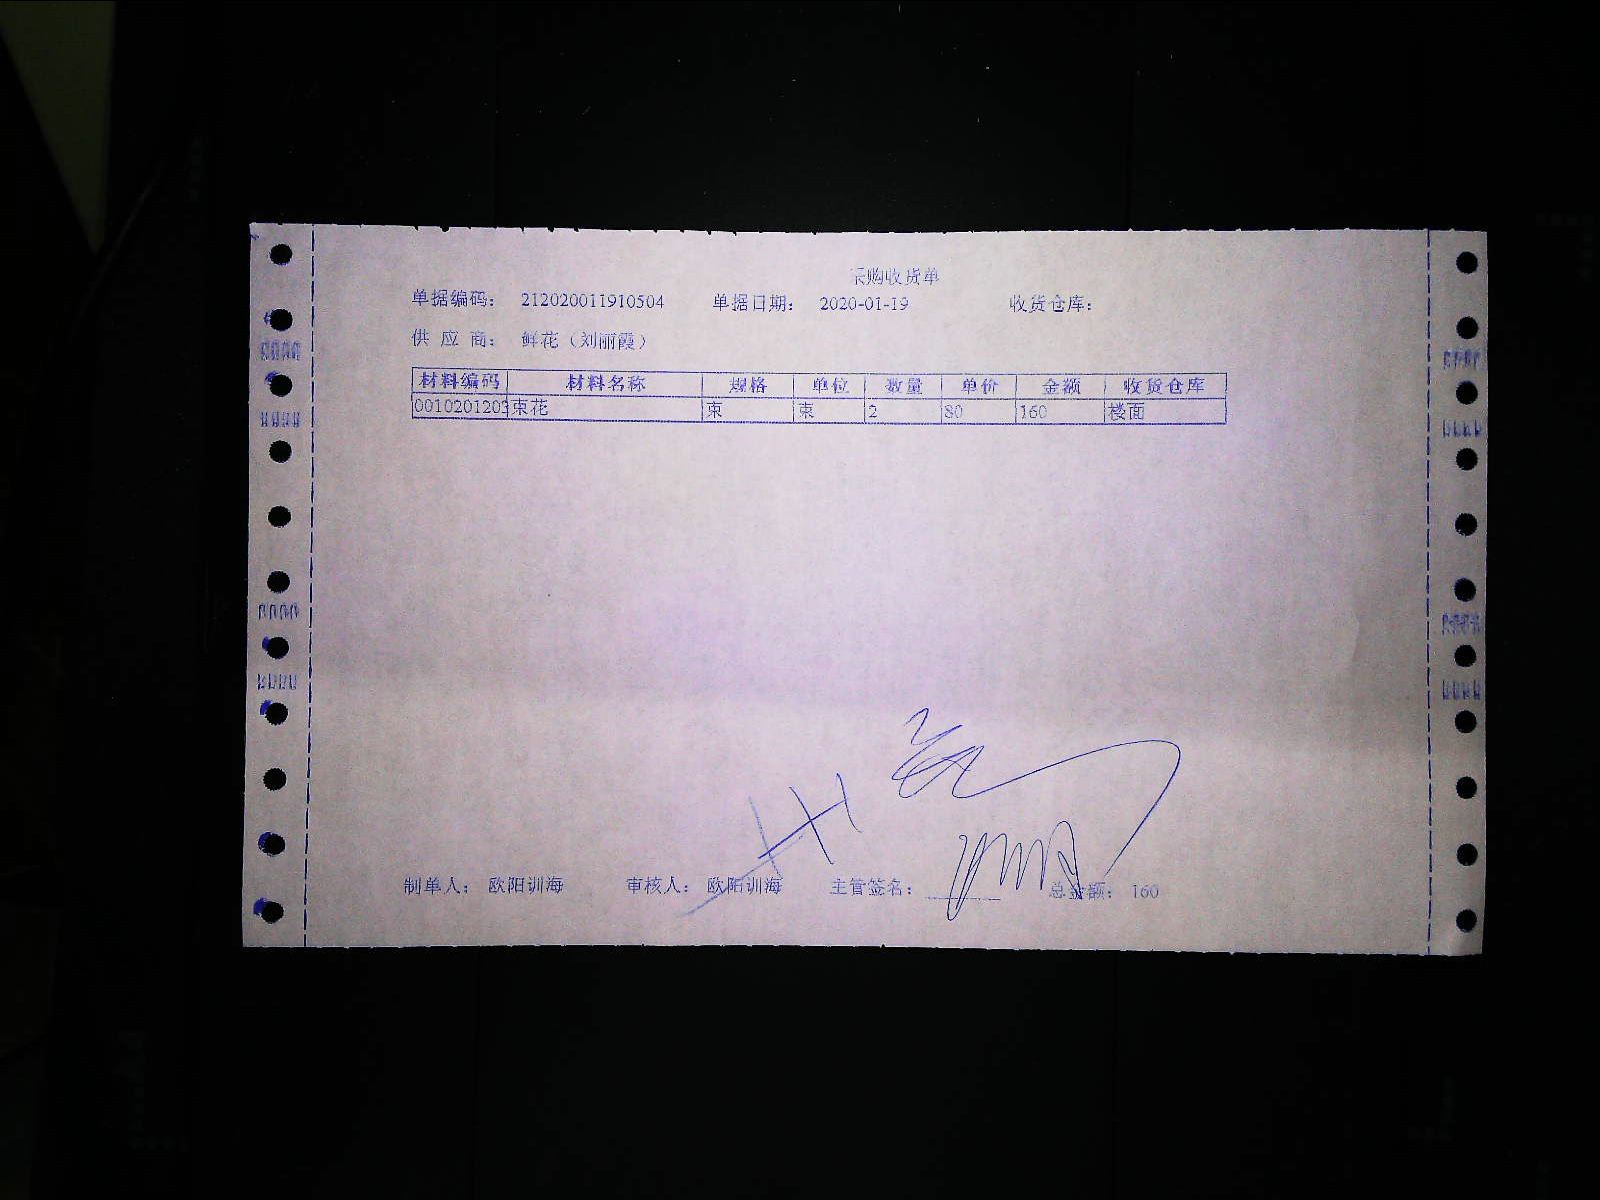 采购收货单
单据编码： 212020011910504 单据日期： 2020-01-19 收货仓库：
供 应 商： 鲜花（刘丽霞）
材料编码 材料名称 规格 单位 数量 单价 金额 收货仓库
0010201203 束花 束 束 2 80 160 楼面
制单人： 欧阳训海 审核人： 欧阳训海 主管签名： 总金额： 160